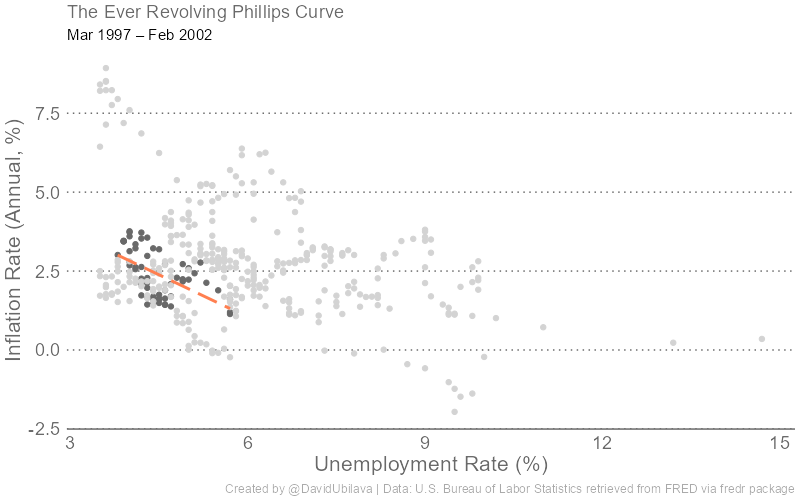 The Ever Revolving Phillips Curve
Mar 1997 – Feb 2002
Inflation Rate (Annual, %)
7.5
5.0
2.5
0.0
-2.5
3 6 9 12 15
Unemployment Rate (%)
Created by @DavidUbilava | Data: U.S. Bureau of Labor Statistics retrieved from FRED via fredr package